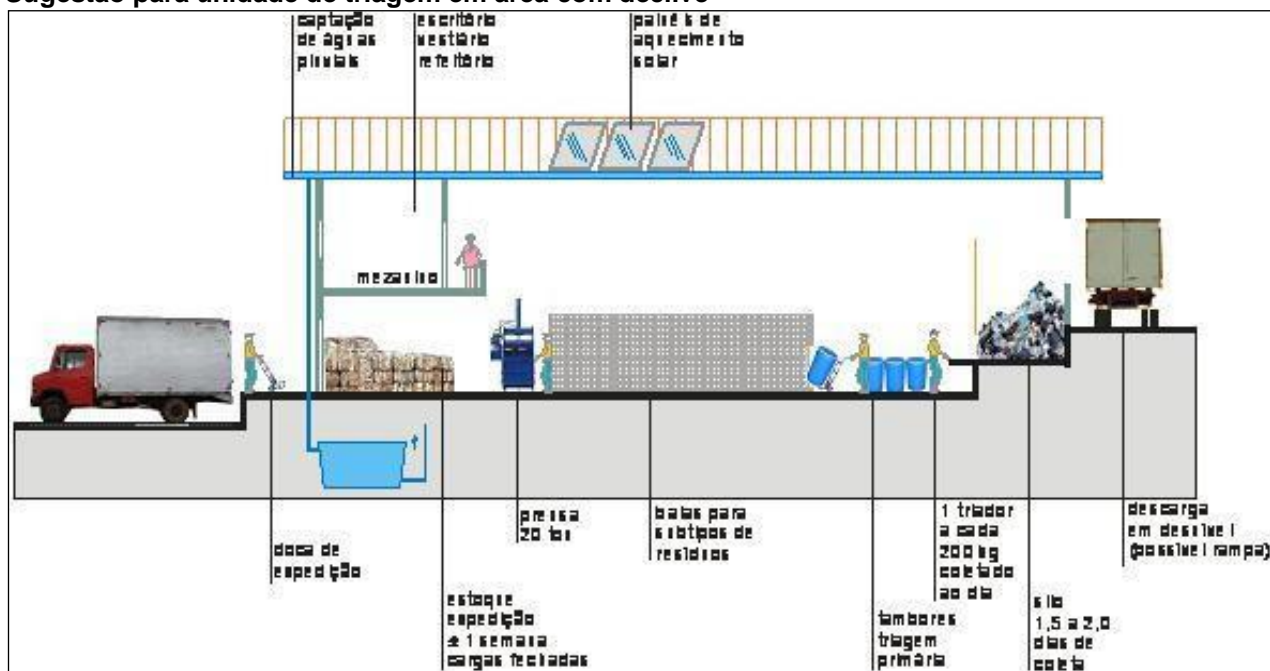 Sugestão para unidade de triagem em área com declive
captação
de águas
pluviais
escritório
vestiário
refeitório
painéis de
aquecimento
solar
mezanino
doca de
expedição
estoque
expedição
± 1 semana
cargas fechadas
prensa
20 ton
baias para
subtipos de
resíduos
tambores
triagem
primária
1 triador
a cada
200 kg
coletado
ao dia
silo
1,5 a 2,0
dias de
coleta
descarga
em desnível
(possível rampa)